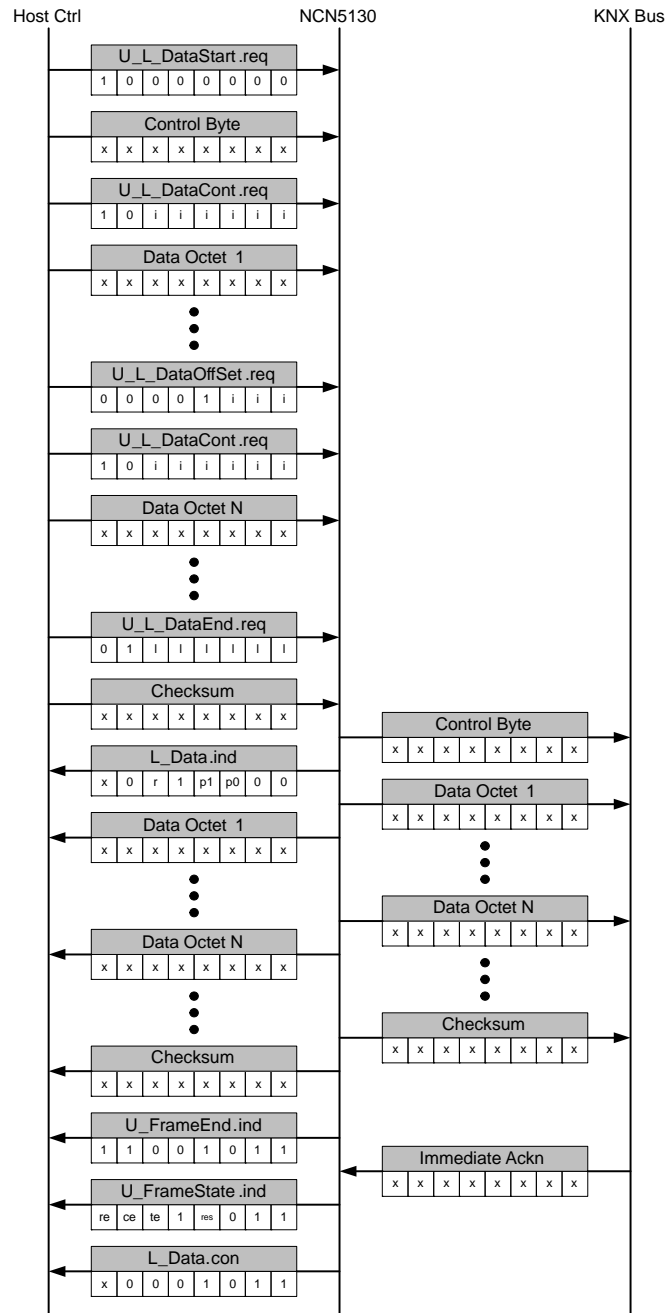 Host Ctrl NCN5130 KNX Bus
U_L_DataStart.req
1 0 0 0 0 0 0 0
Control Byte
x x x x x x x x
U_L_DataCont.req
1 0 i i i i i i
Data Octet 1
x x x x x x x x
U_L_DataOffSet.req
0 0 0 0 1 i i i
U_L_DataCont.req
1 0 i i i i i i
Data Octet N
x x x x x x x x
U_L_DataEnd.req
0 1 l l l l l l
Checksum
x x x x x x x x
Control Byte
x x x x x x x x
L_Data.ind
x 0 r 1 p1 p0 0 0
Data Octet 1
x x x x x x x x
Data Octet 1
x x x x x x x x
Data Octet N
x x x x x x x x
Data Octet N
x x x x x x x x
Checksum
x x x x x x x x
Checksum
x x x x x x x x
U_FrameEnd.ind
1 1 0 0 1 0 1 1
Immediate Ackn
x x x x x x x x
U_FrameState.ind
re ce te 1 res 0 1 1
L_Data.con
x 0 0 0 1 0 1 1